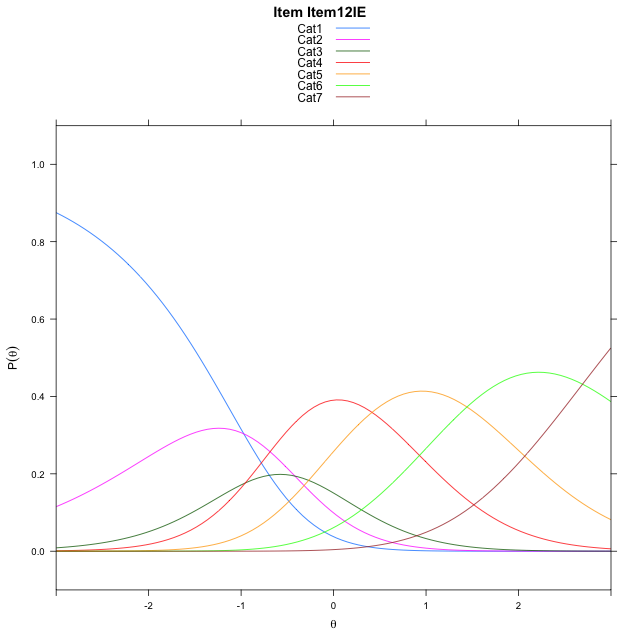 Item Item12IE
Cat1
Cat2
Cat3
Cat4
Cat5
Cat6
Cat7
1.0
0.8
0.6
0.4
0.2
0.0
P(θ)
-2 -1 0 1 2
θ